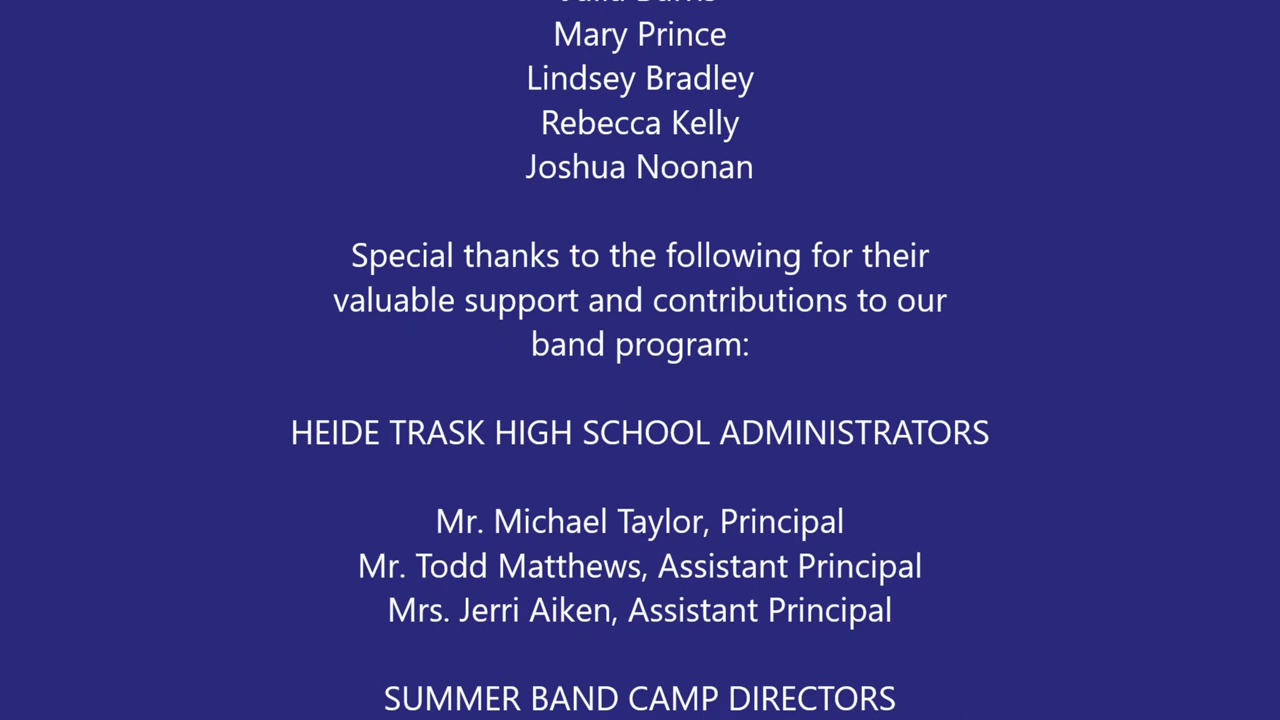 Mary Prince
Lindsey Bradley
Rebecca Kelly
Joshua Noonan
Special thanks to the following for their
valuable support and contributions to our
band program:
HEIDE TRASK HIGH SCHOOL ADMINISTRATORS
Mr. Michael Taylor, Principal
Mr. Todd Matthews, Assistant Principal
Mrs. Jerri Aiken, Assistant Principal
SUMMER BAND CAMP DIRECTORS